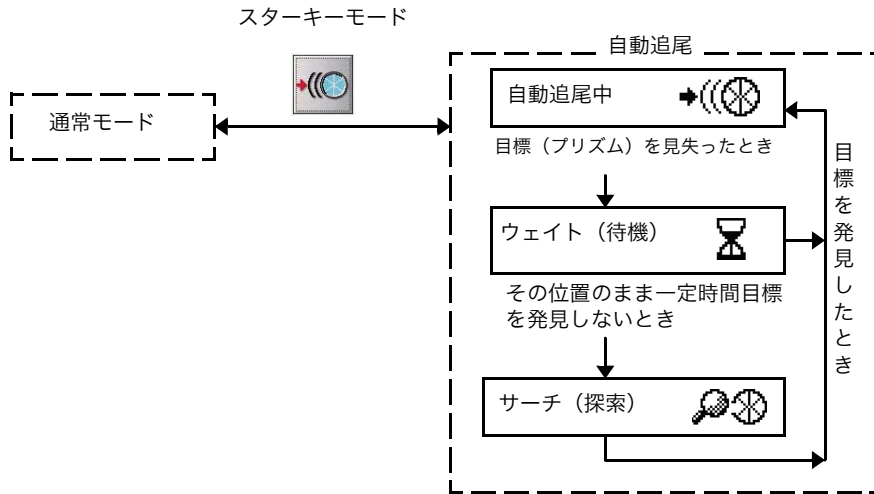 スターキーモード
自動追尾
通常モード
自動追尾中
目標（プリズム）を見失ったとき
ウェイト（待機）
その位置のまま一定時間目標
を発見しないとき
サーチ（探索）
目標を発見したとき